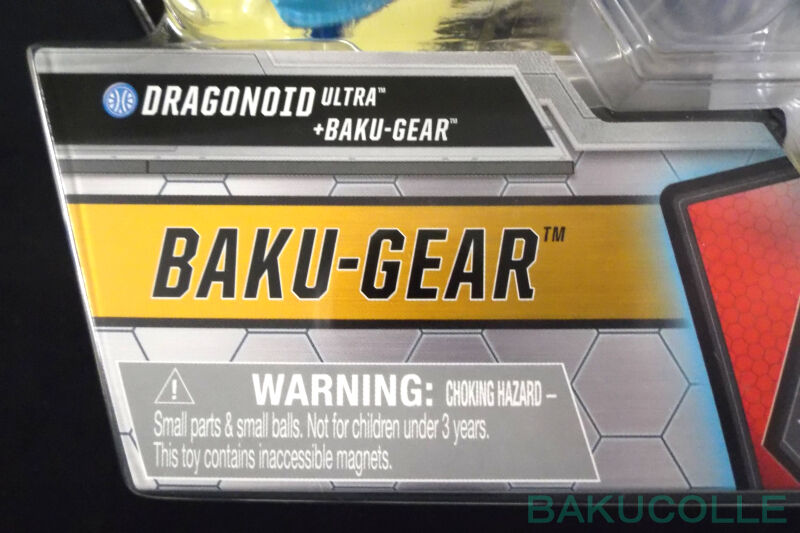 DRAGONOID ULTRA™
+BAKU-GEAR™
BAKU-GEAR™
WARNING: CHOKING HAZARD –
Small parts & small balls. Not for children under 3 years.
This toy contains inaccessible magnets.
BAKUCOLLE